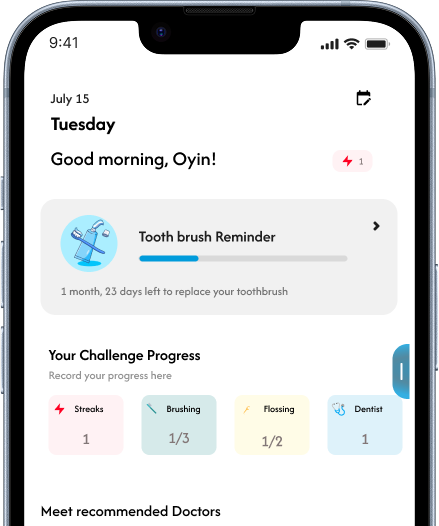 9:41
July 15
Tuesday
Good morning, Oyin!
1
Tooth brush Reminder
1 month, 23 days left to replace your toothbrush
Your Challenge Progress
Record your progress here
Streaks
1
Brushing
1/3
Flossing
1/2
Dentist
1
Meet recommended Doctors